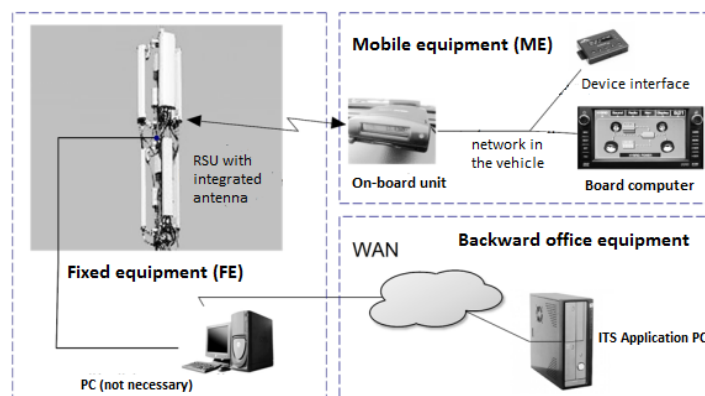 Mobile equipment (ME)
Device interface
RSU with
integrated
antenna
network in
the vehicle
On-board unit
Board computer
Fixed equipment (FE)
WAN
Backward office equipment
ITS Application PC
PC (not necessary)